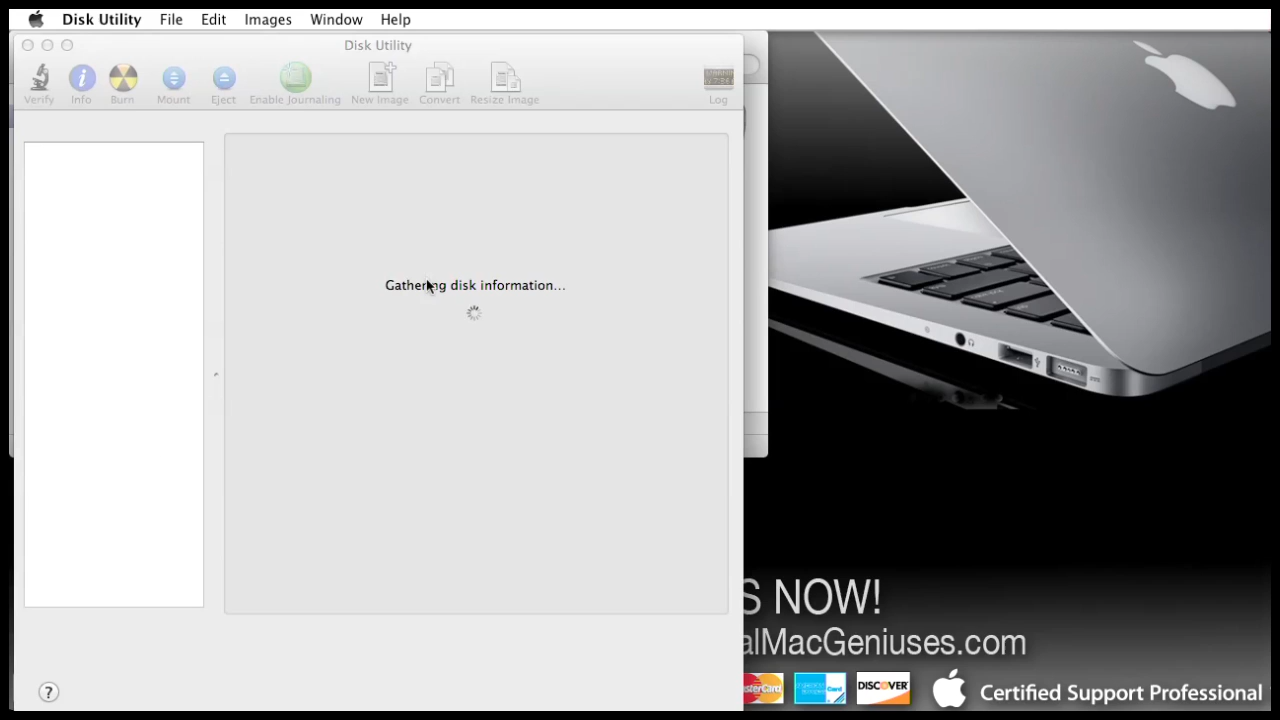 Disk Utility File Edit Images Window Help
Disk Utility
Verify Info Burn Mount Eject Enable Journaling New Image Convert Resize Image Log
Gathering disk information...
S NOW!
alMacGeniuses.com
DISCOVER
Certified Support Professional
?